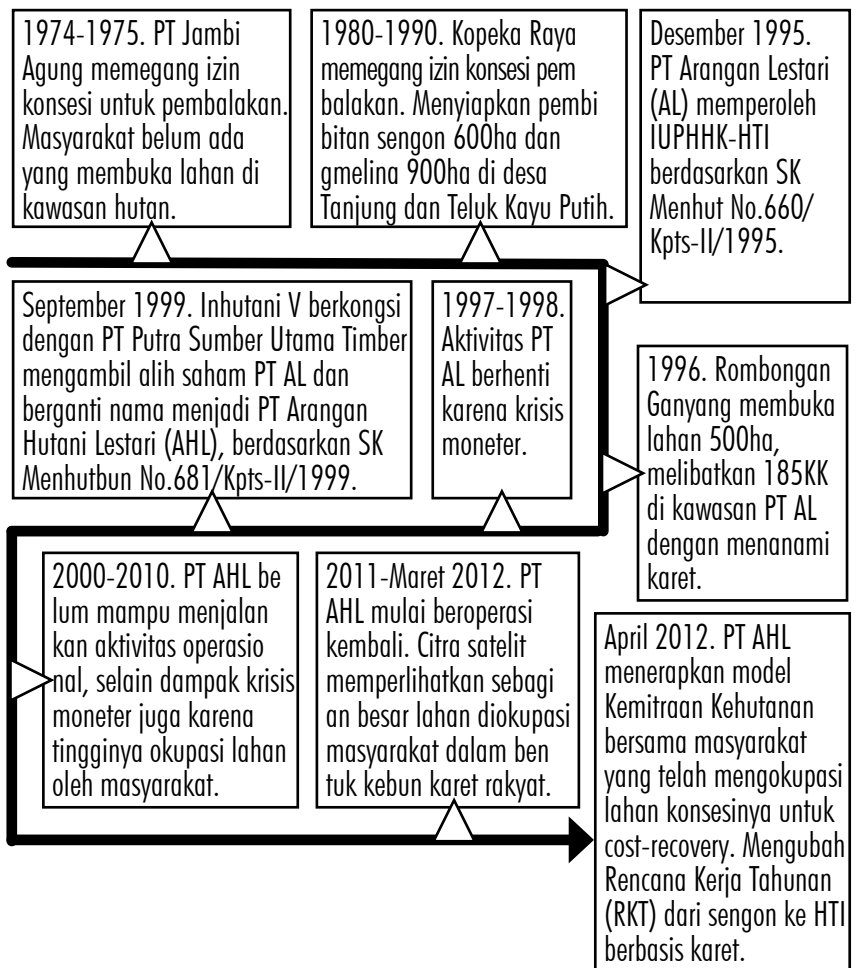 1974-1975. PT Jambi
Agung memegang izin
konsesi untuk pembalakan.
Masyarakat belum ada
yang membuka lahan di
kawasan hutan.
1980-1990. Kopeka Raya
memegang izin konsesi pem
balakan. Menyiapkan pembi
bitan sengon 600ha dan
gmelina 900ha di desa
Tanjung dan Teluk Kayu Putih.
Desember 1995.
PT Arangan Lestari
(AL) memperoleh
IUPHHK-HTI
berdasarkan SK
Menhut No.660/
Kpts-II/1995.
1996. Rombongan
Ganyang membuka
lahan 500ha,
melibatkan 185KK
di kawasan PT AL
dengan menanami
karet.
1997-1998.
Aktivitas PT
AL berhenti
karena krisis
moneter.
September 1999. Inhutani V berkongsi
dengan PT Putra Sumber Utama Timber
mengambil alih saham PT AL dan
berganti nama menjadi PT Arangan
Hutani Lestari (AHL), berdasarkan SK
Menhutbun No.681/Kpts-II/1999.
2000-2010. PT AHL be
lum mampu menjalan
kan aktivitas operasio
nal, selain dampak krisis
moneter juga karena
tingginya okupasi lahan
oleh masyarakat.
2011-Maret 2012. PT
AHL mulai beroperasi
kembali. Citra satelit
memperlihatkan sebagi
an besar lahan diokupasi
masyarakat dalam ben
tuk kebun karet rakyat.
April 2012. PT AHL
menerapkan model
Kemitraan Kehutanan
bersama masyarakat
yang telah mengokupasi
lahan konsesinya untuk
cost-recovery. Mengubah
Rencana Kerja Tahunan
(RKT) dari sengon ke HTI
berbasis karet.